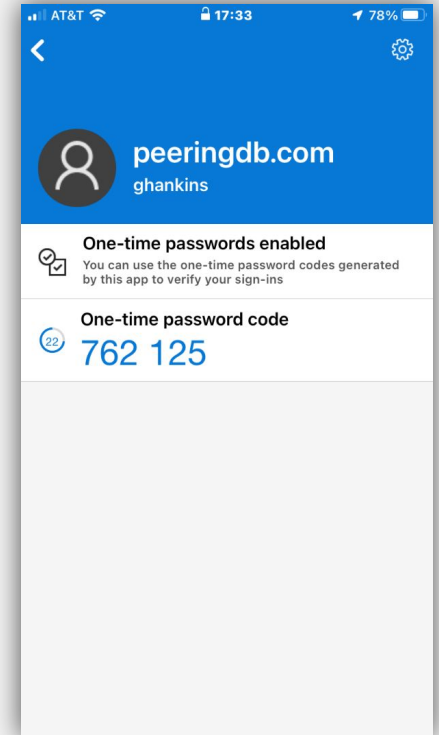 AT&T 17:33 78%
peeringdb.com
ghankins
One-time passwords enabled
You can use the one-time password codes generated
by this app to verify your sign-ins
One-time password code
22
762 125